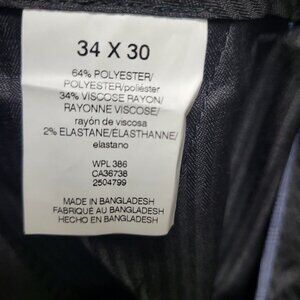 34 X 30
64% POLYESTER/
POLYESTER/poliéster
34% VISCOSE RAYON/
RAYONNE VISCOSE/
rayón de viscosa
2% ELASTANE/ÉLASTHANNE/
elastano
WPL 386
CA36738
2504799
MADE IN BANGLADESH
FABRIQUÉ AU BANGLADESH
HECHO EN BANGLADESH